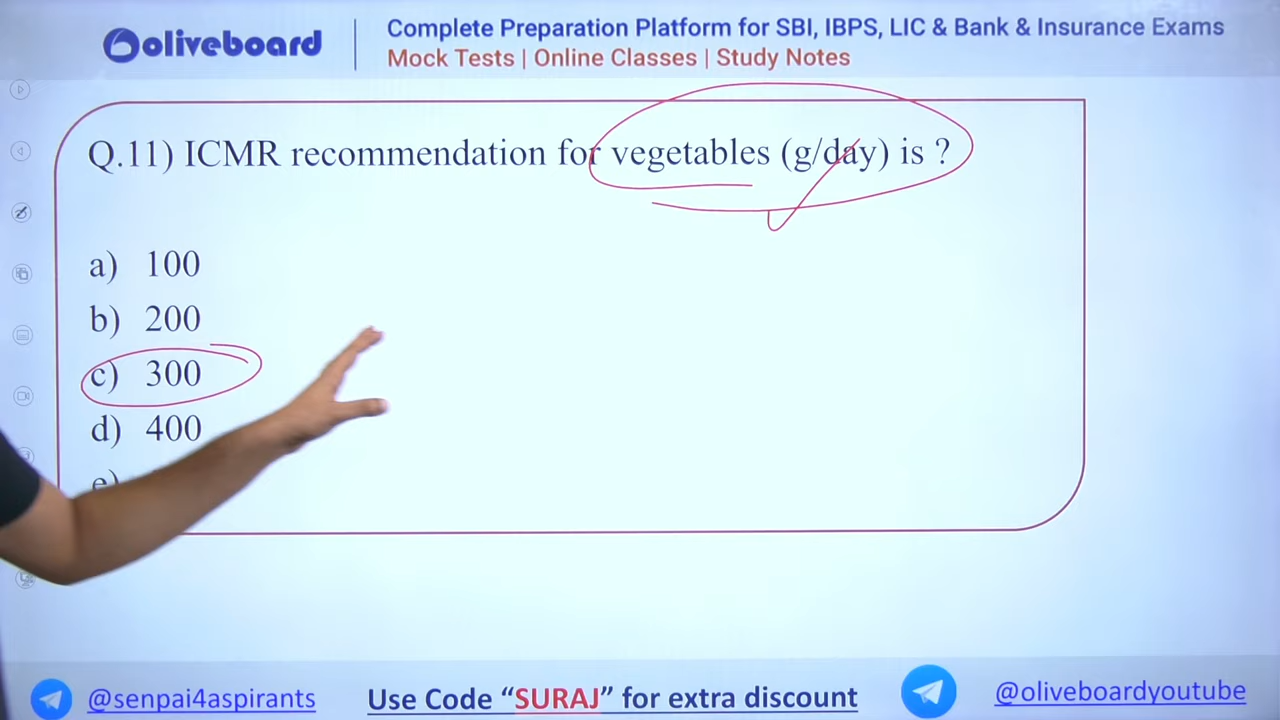 oliveboard
Complete Preparation Platform for SBI, IBPS, LIC & Bank & Insurance Exams
Mock Tests | Online Classes | Study Notes
Q.11) ICMR recommendation for vegetables (g/day) is ?
a) 100
b) 200
c) 300
d) 400
e)
@senpai4aspirants
Use Code “SURAJ” for extra discount
@oliveboardyoutube